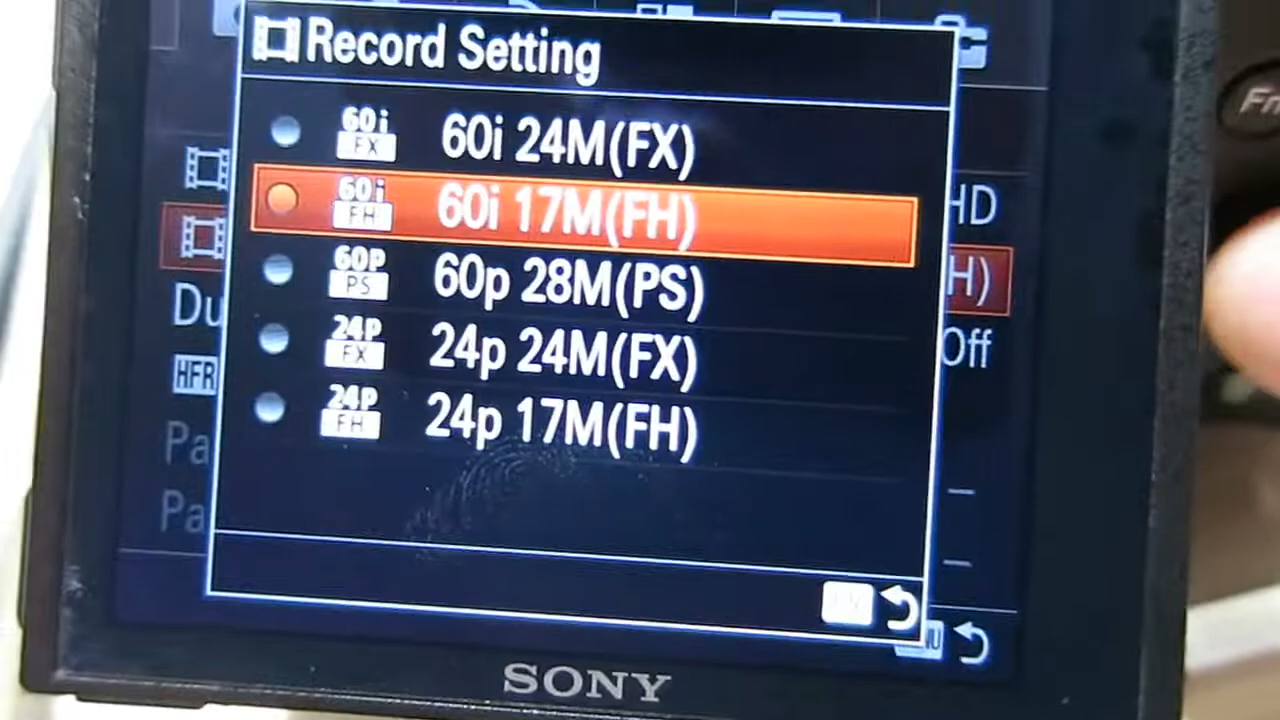 Record Setting
60i FX 60i 24M(FX)
60i FH 60i 17M(FH)
60P PS 60p 28M(PS)
24P FX 24p 24M(FX)
24P FH 24p 17M(FH)
HD
H)
Du
Off
HFR
Pa
Pa
SONY
Fn